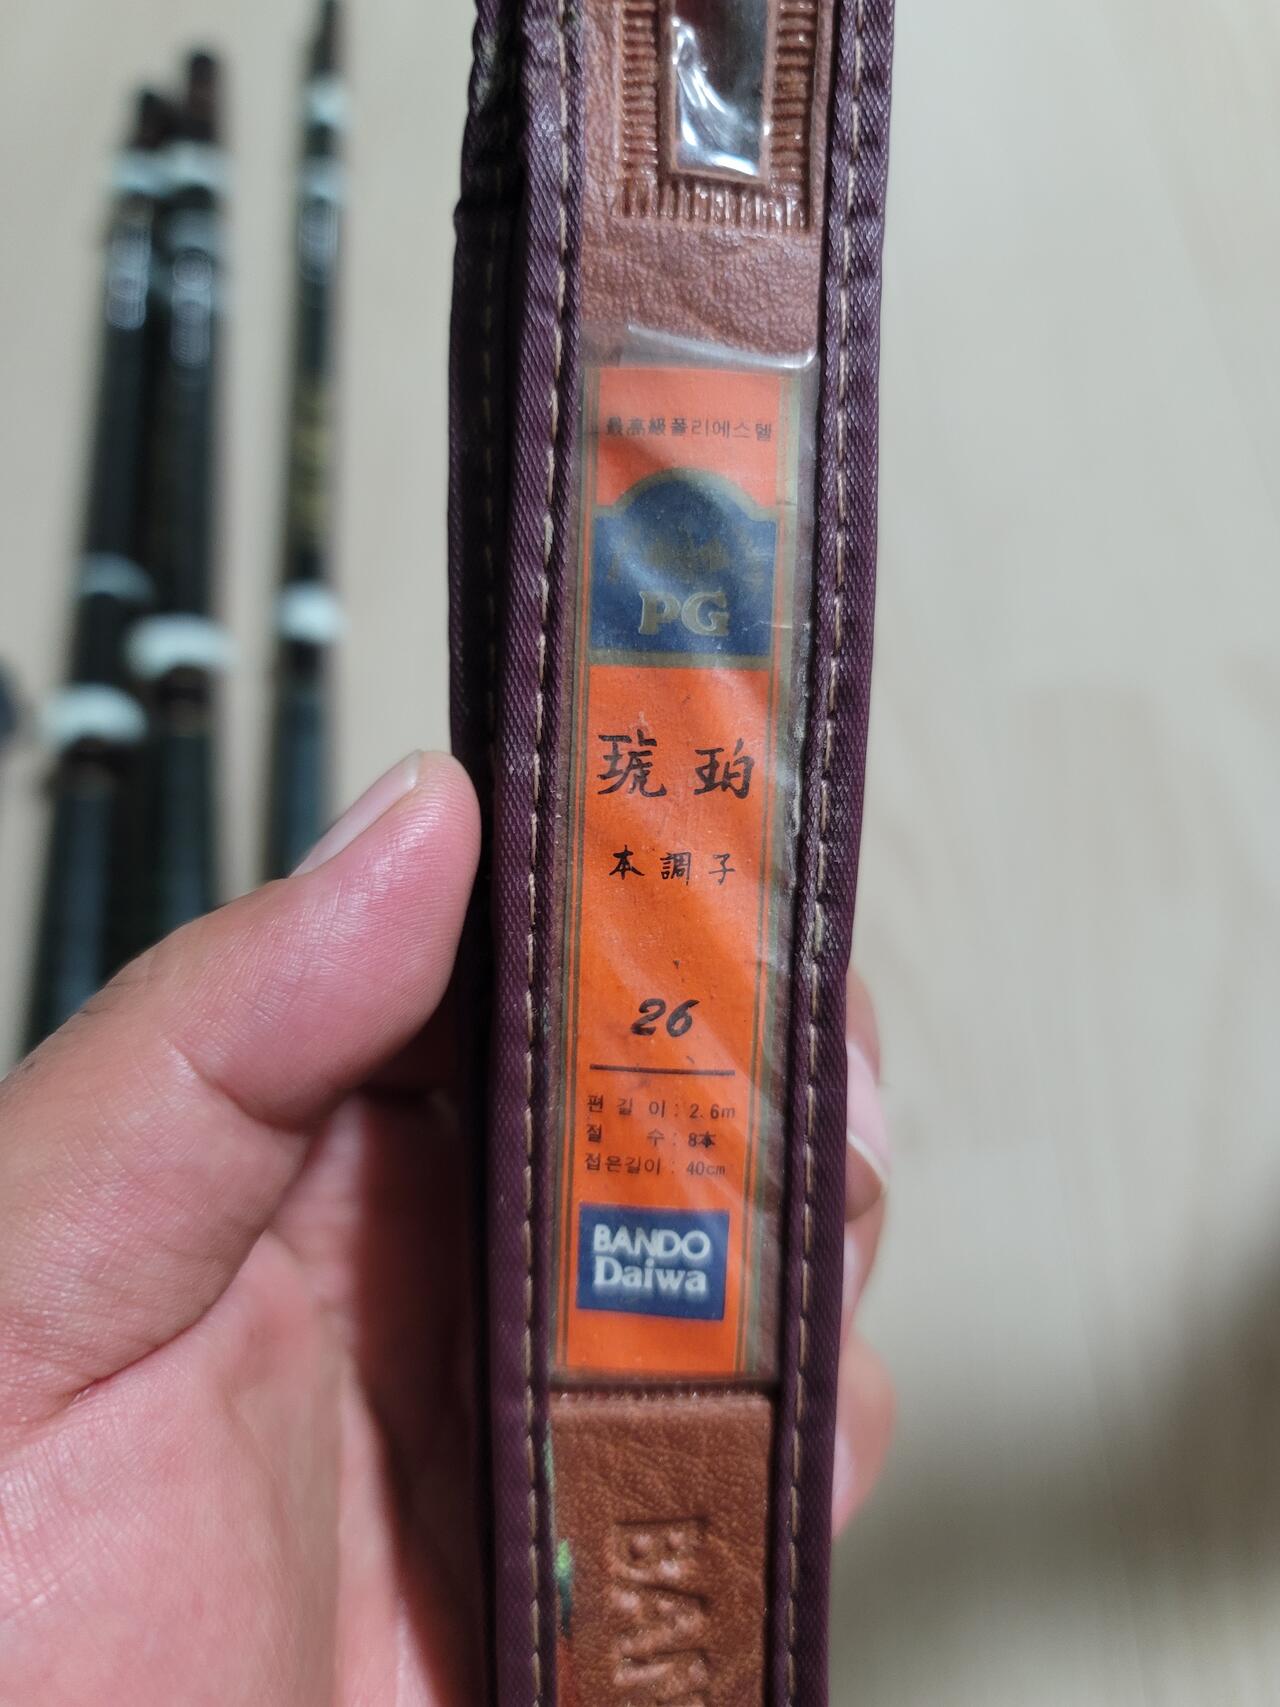 最高級폴리에스텔
PG
琥珀
本調子
26
편길이 : 2.6m
절수 : 8本
접은길이 : 40cm
BANDO
Daiwa
BAN